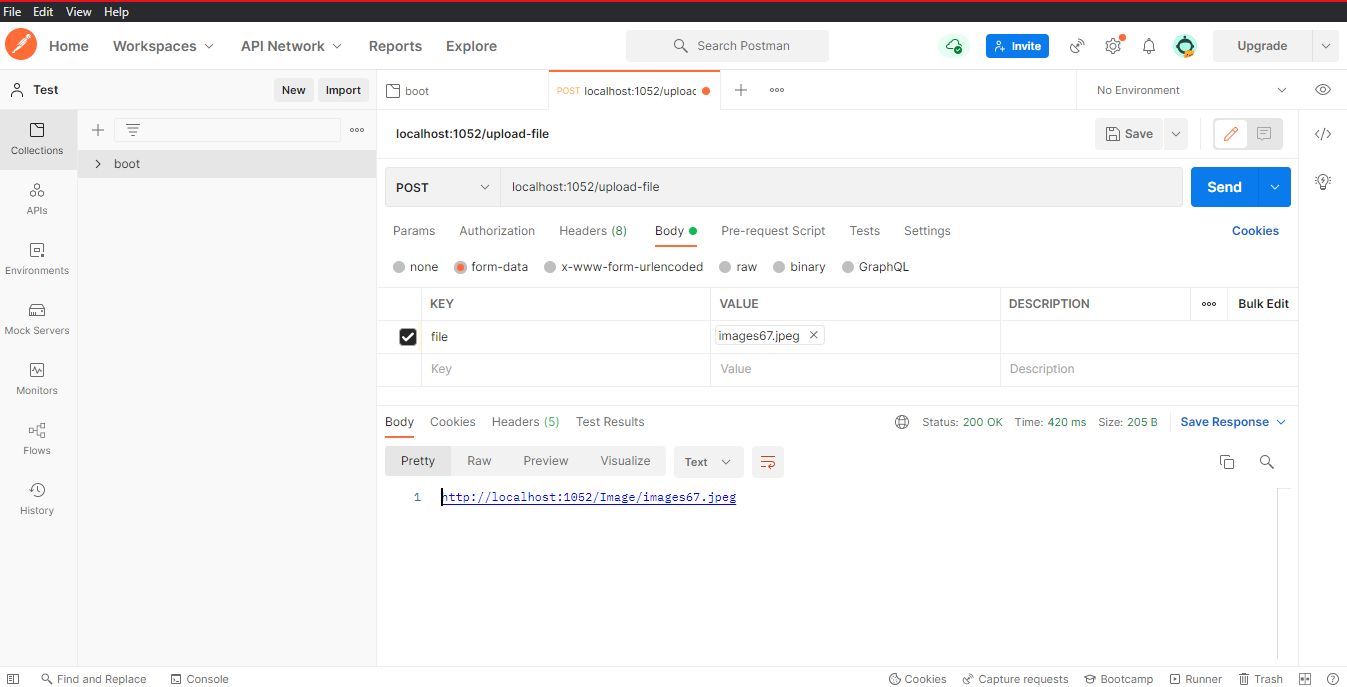 File Edit View Help
Home Workspaces API Network Reports Explore Search Postman Invite Upgrade
Test New Import boot POST localhost:1052/upload No Environment
Collections
boot
APIs
Environments
Mock Servers
Monitors
Flows
History
localhost:1052/upload-file Save
POST localhost:1052/upload-file Send
Params Authorization Headers (8) Body Pre-request Script Tests Settings Cookies
none form-data x-www-form-urlencoded raw binary GraphQL
KEY VALUE DESCRIPTION Bulk Edit
file images67.jpeg
Key Value Description
Body Cookies Headers (5) Test Results Status: 200 OK Time: 420 ms Size: 205 B Save Response
Pretty Raw Preview Visualize Text
1 http://localhost:1052/Image/images67.jpeg
Find and Replace Console Cookies Capture requests Bootcamp Runner Trash